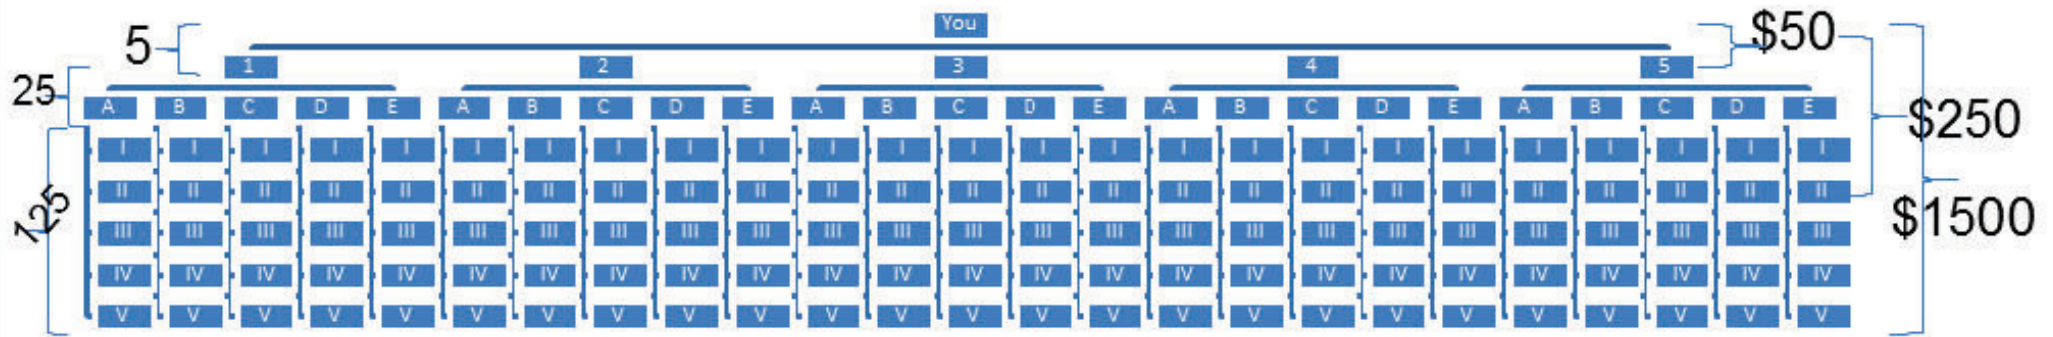 You
5 $50
1 2 3 4 5
25
A B C D E A B C D E A B C D E A B C D E A B C D E
$250
I I I I I I I I I I I I I I I I I I I I I I I I I
II II II II II II II II II II II II II II II II II II II II II II II II II
125 $1500
III III III III III III III III III III III III III III III III III III III III III III III III III
IV IV IV IV IV IV IV IV IV IV IV IV IV IV IV IV IV IV IV IV IV IV IV IV IV
V V V V V V V V V V V V V V V V V V V V V V V V V